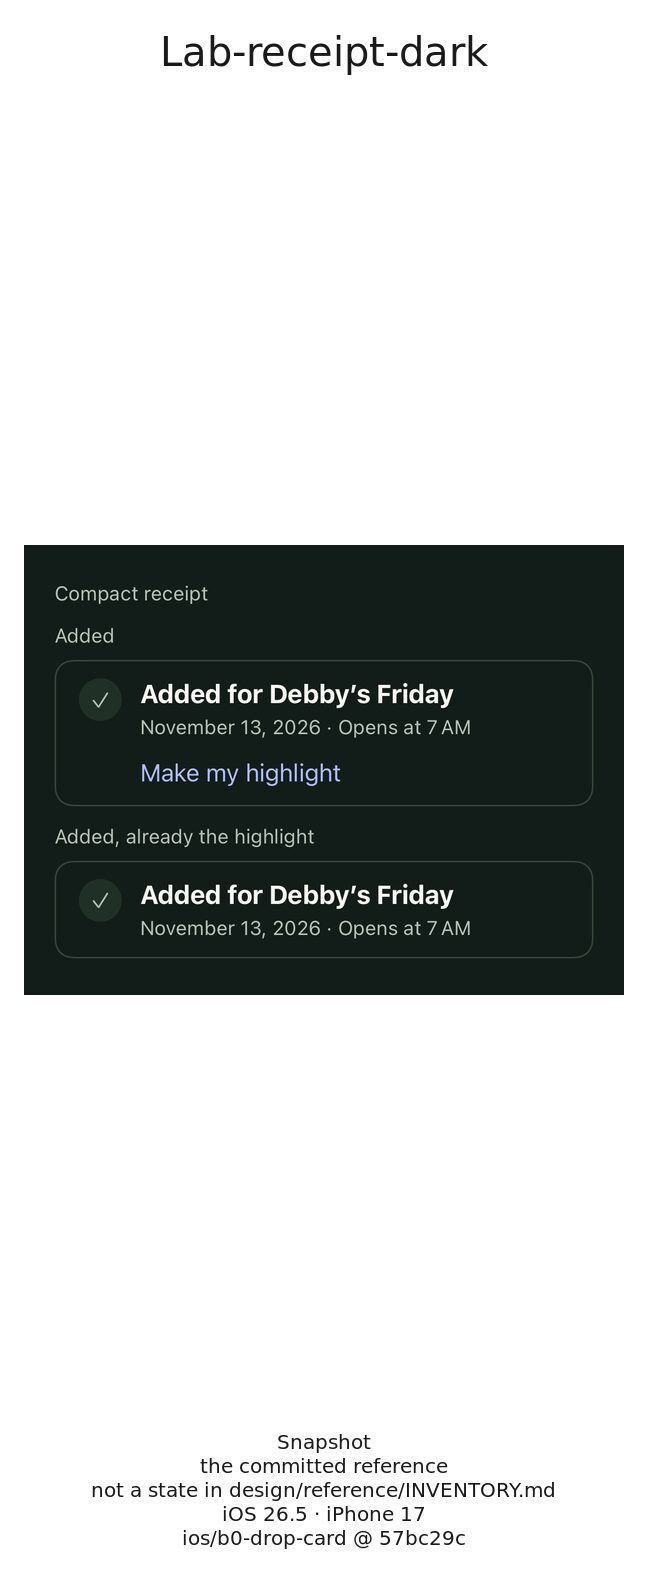 Lab-receipt-dark
Compact receipt
Added
Added for Debby’s Friday
November 13, 2026 · Opens at 7 AM
Make my highlight
Added, already the highlight
Added for Debby’s Friday
November 13, 2026 · Opens at 7 AM
Snapshot
the committed reference
not a state in design/reference/INVENTORY.md
iOS 26.5 · iPhone 17
ios/b0-drop-card @ 57bc29c